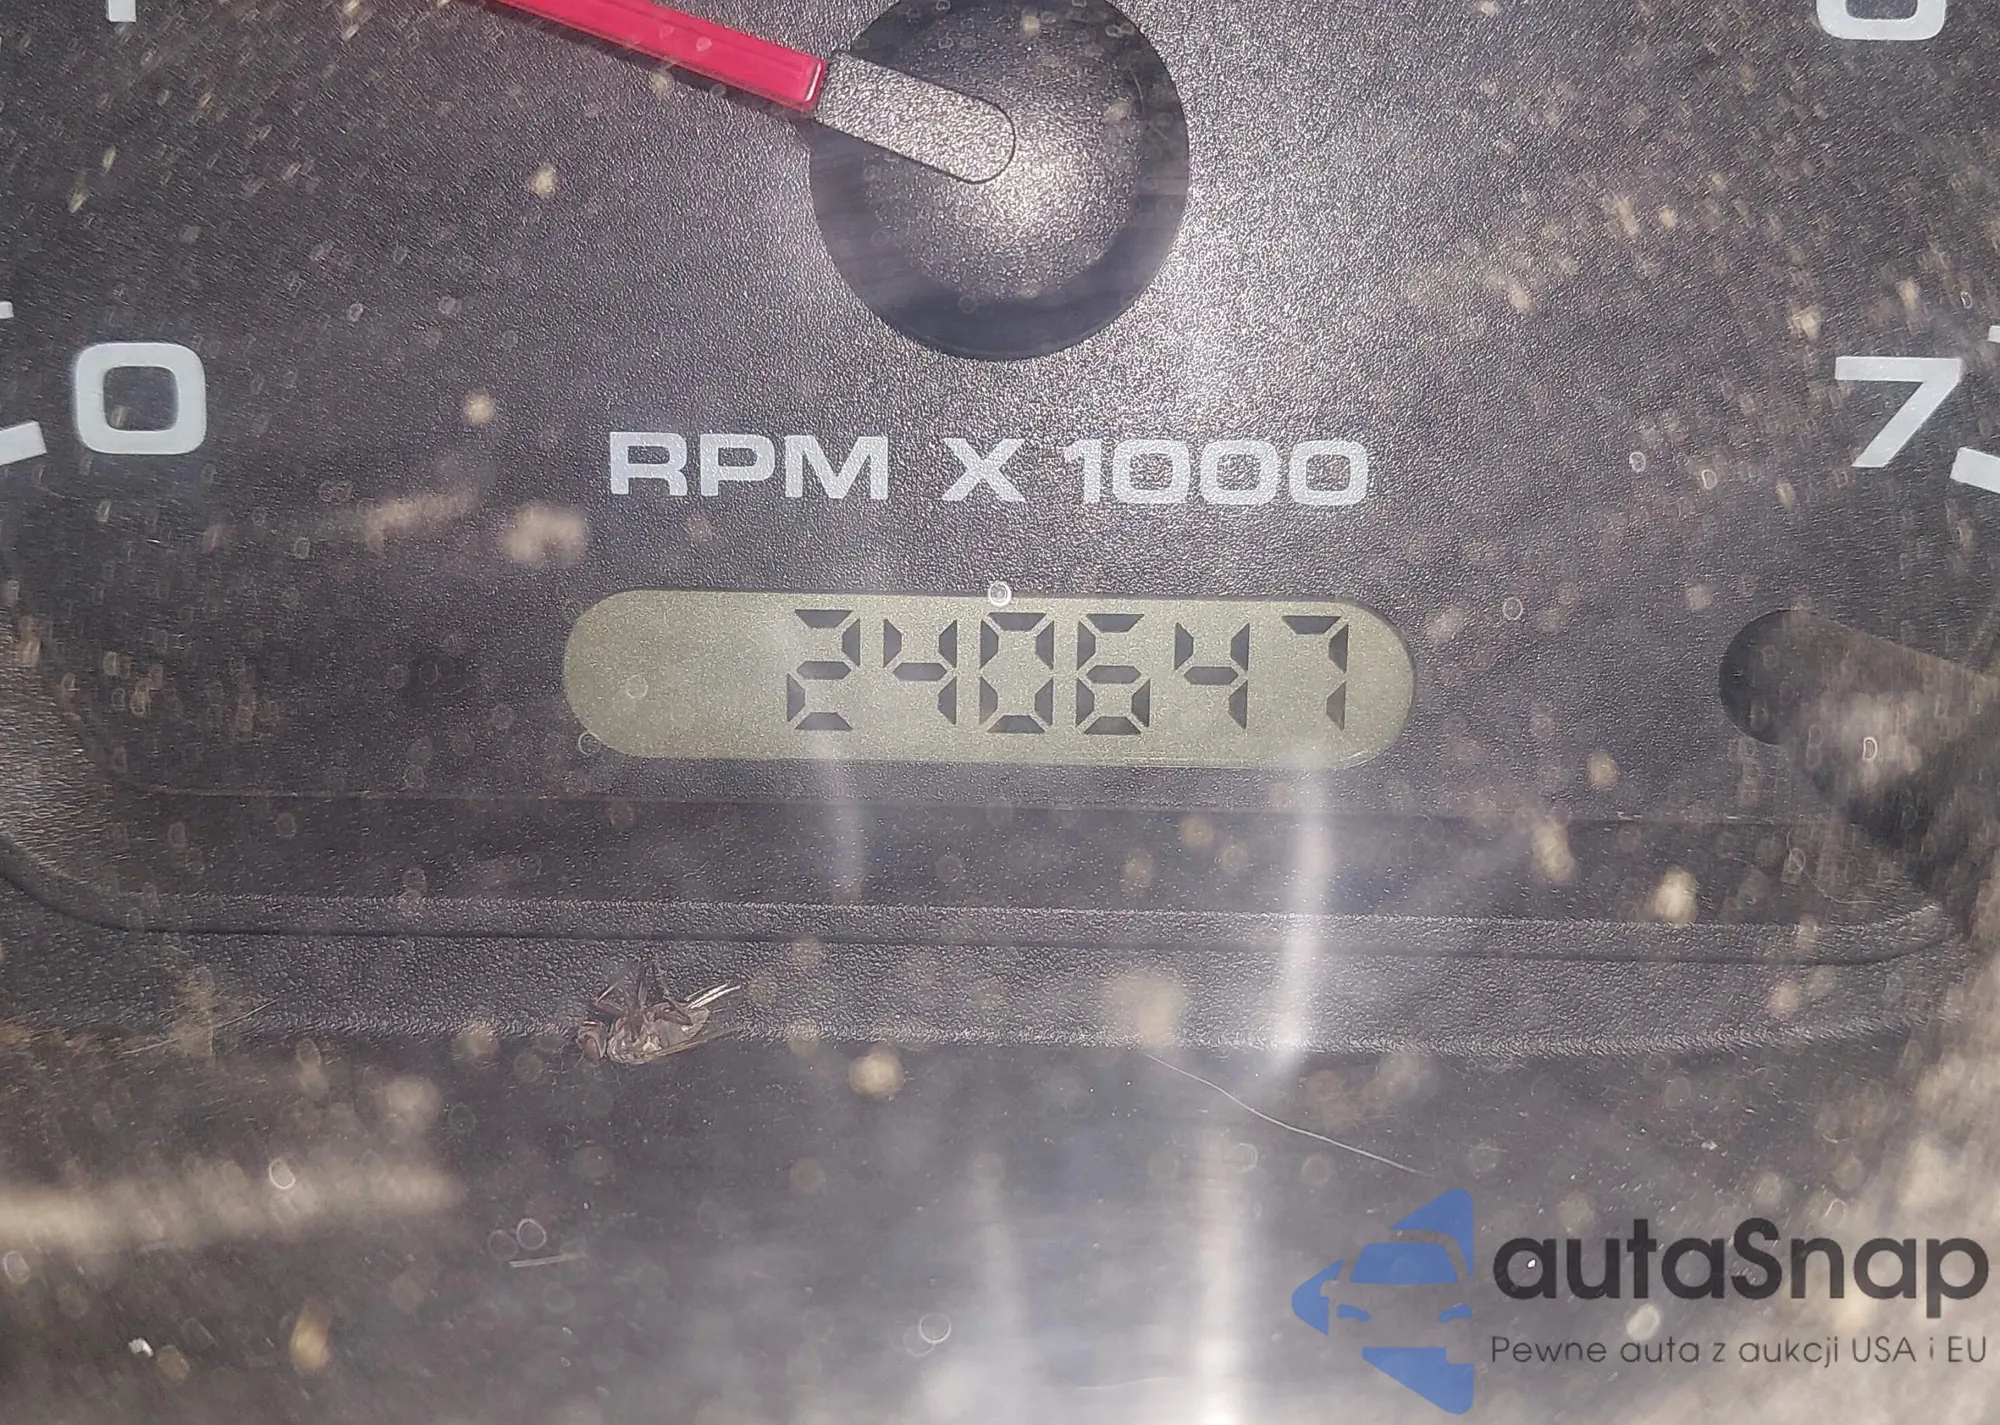 0
7
RPM X 1000
240647
autaSnap
Pewne auta z aukcji USA i EU